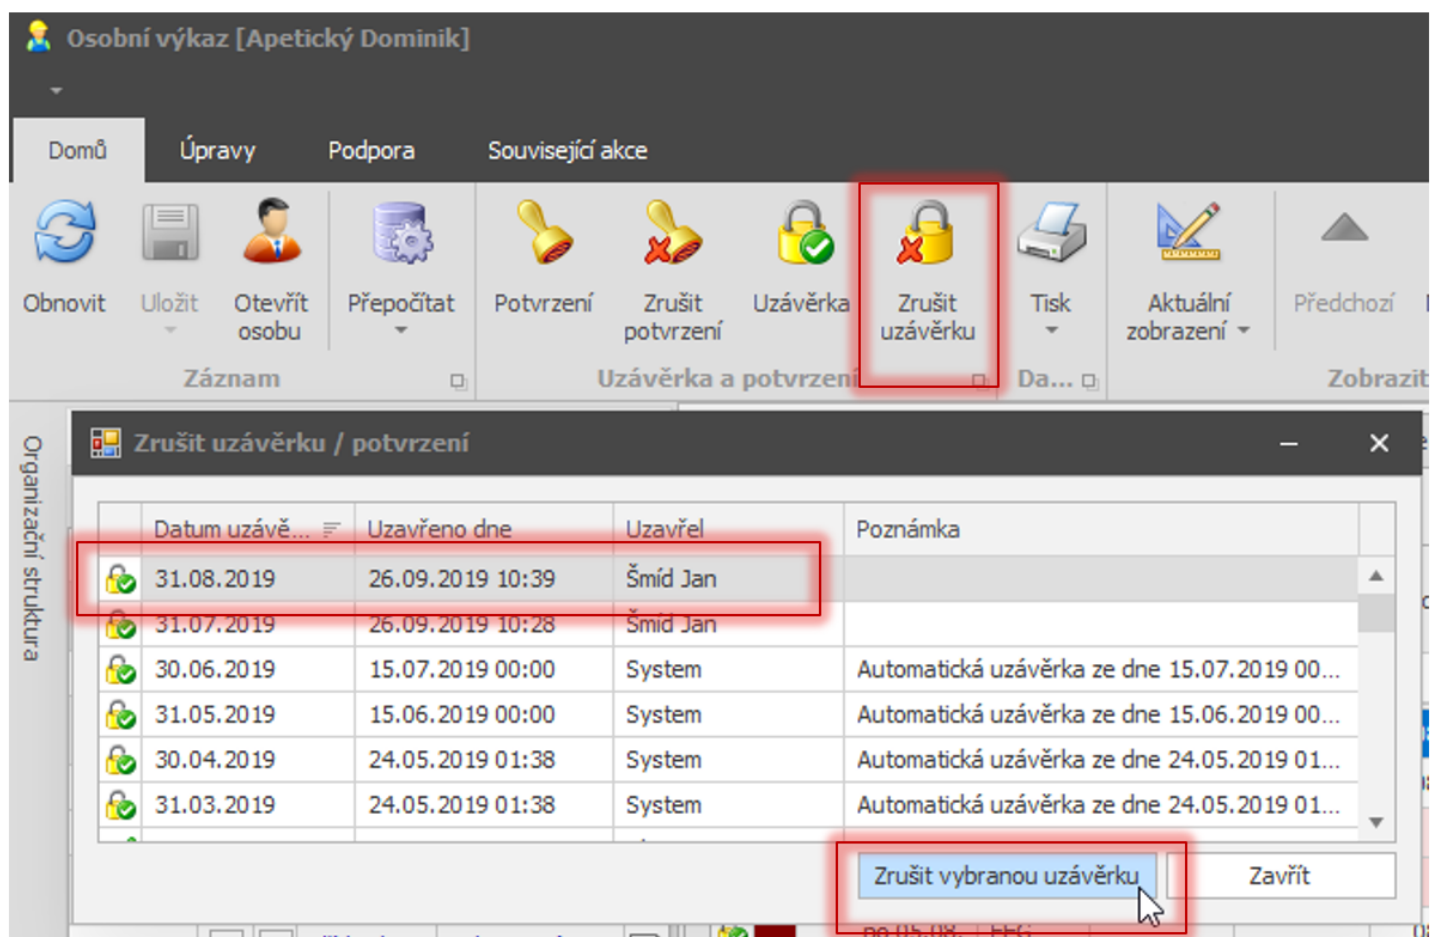 Osobní výkaz [Apetický Dominik]
Domů Úpravy Podpora Související akce
Obnovit Uložit Otevřít osobu Přepočítat Potvrzení Zrušit potvrzení Uzávěrka Zrušit uzávěrku Tisk Aktuální zobrazení Předchozí
Záznam Uzávěrka a potvrzení Da... Zobrazit
Organizační struktura
Zrušit uzávěrku / potvrzení
Datum uzávě... Uzavřeno dne Uzavřel Poznámka
31.08.2019 26.09.2019 10:39 Šmíd Jan
31.07.2019 26.09.2019 10:28 Šmíd Jan
30.06.2019 15.07.2019 00:00 System Automatická uzávěrka ze dne 15.07.2019 00...
31.05.2019 15.06.2019 00:00 System Automatická uzávěrka ze dne 15.06.2019 00...
30.04.2019 24.05.2019 01:38 System Automatická uzávěrka ze dne 24.05.2019 01...
31.03.2019 24.05.2019 01:38 System Automatická uzávěrka ze dne 24.05.2019 01...
Zrušit vybranou uzávěrku Zavřít
po 05.08.